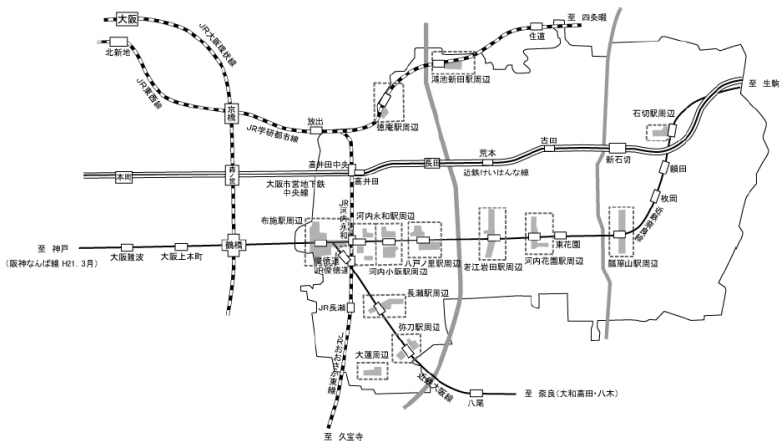 大阪
至 四条畷
住道
北新地
JR大阪環状線
鴻池新田駅周辺
JR東西線
至 生駒
京橋
放出
徳庵駅周辺
石切駅周辺
JR学研都市線
吉田
荒本
高井田中央
長田
新石切
額田
森ノ宮
本町
大阪市営地下鉄
中央線
高井田
近鉄けいはんな線
枚岡
JR河内永和
布施駅周辺
河内永和駅周辺
近鉄奈良線
至 神戸
(阪神なんば線 H21. 3月)
大阪難波
大阪上本町
鶴橋
八戸ノ里駅周辺
東花園
俊徳道
JR俊徳道
河内小阪駅周辺
若江岩田駅周辺
河内花園駅周辺
瓢箪山駅周辺
長瀬駅周辺
JR長瀬
弥刀駅周辺
大蓮周辺
JRおおさか東線
近鉄大阪線
八尾
至 奈良(大和高田・八木)
至 久宝寺